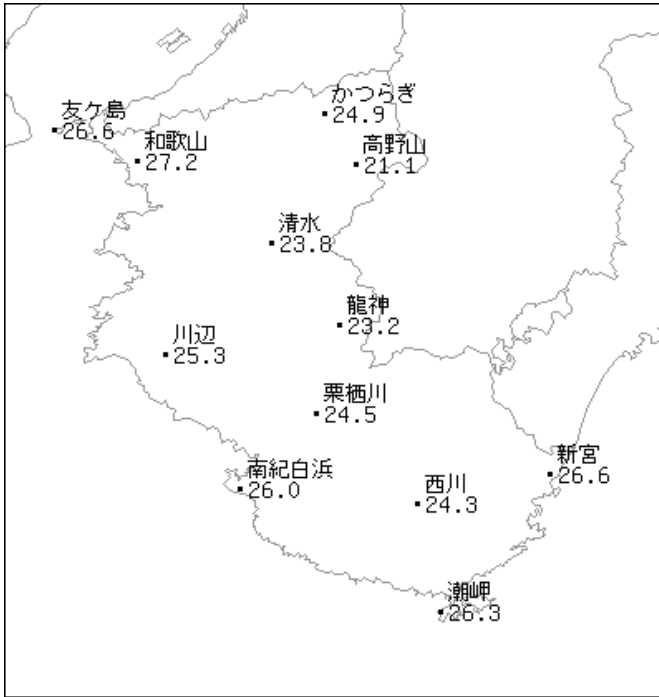 かつらぎ
24.9
友ケ島
26.6
和歌山
27.2
高野山
21.1
清水
23.8
龍神
23.2
川辺
25.3
栗栖川
24.5
南紀白浜
26.0
西川
24.3
新宮
26.6
潮岬
26.3